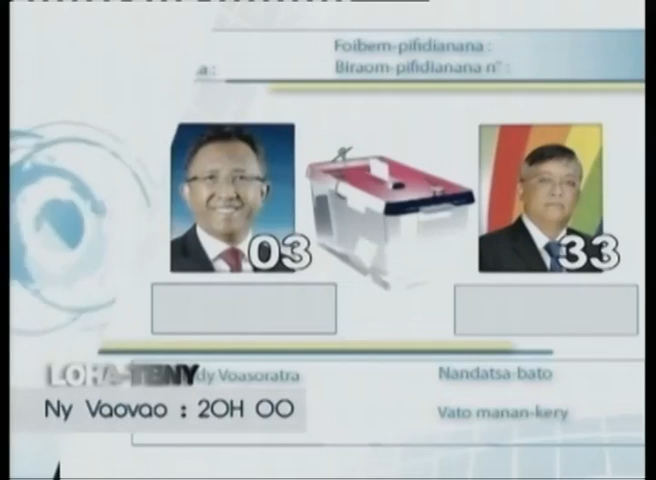 Foibem-pifidianana :
a : Biraom-pifidianana n° :
03
33
LOHA-TENY
dy Voasoratra
Nandatsa-bato
Ny Vaovao : 20H 00
Vato manan-kery